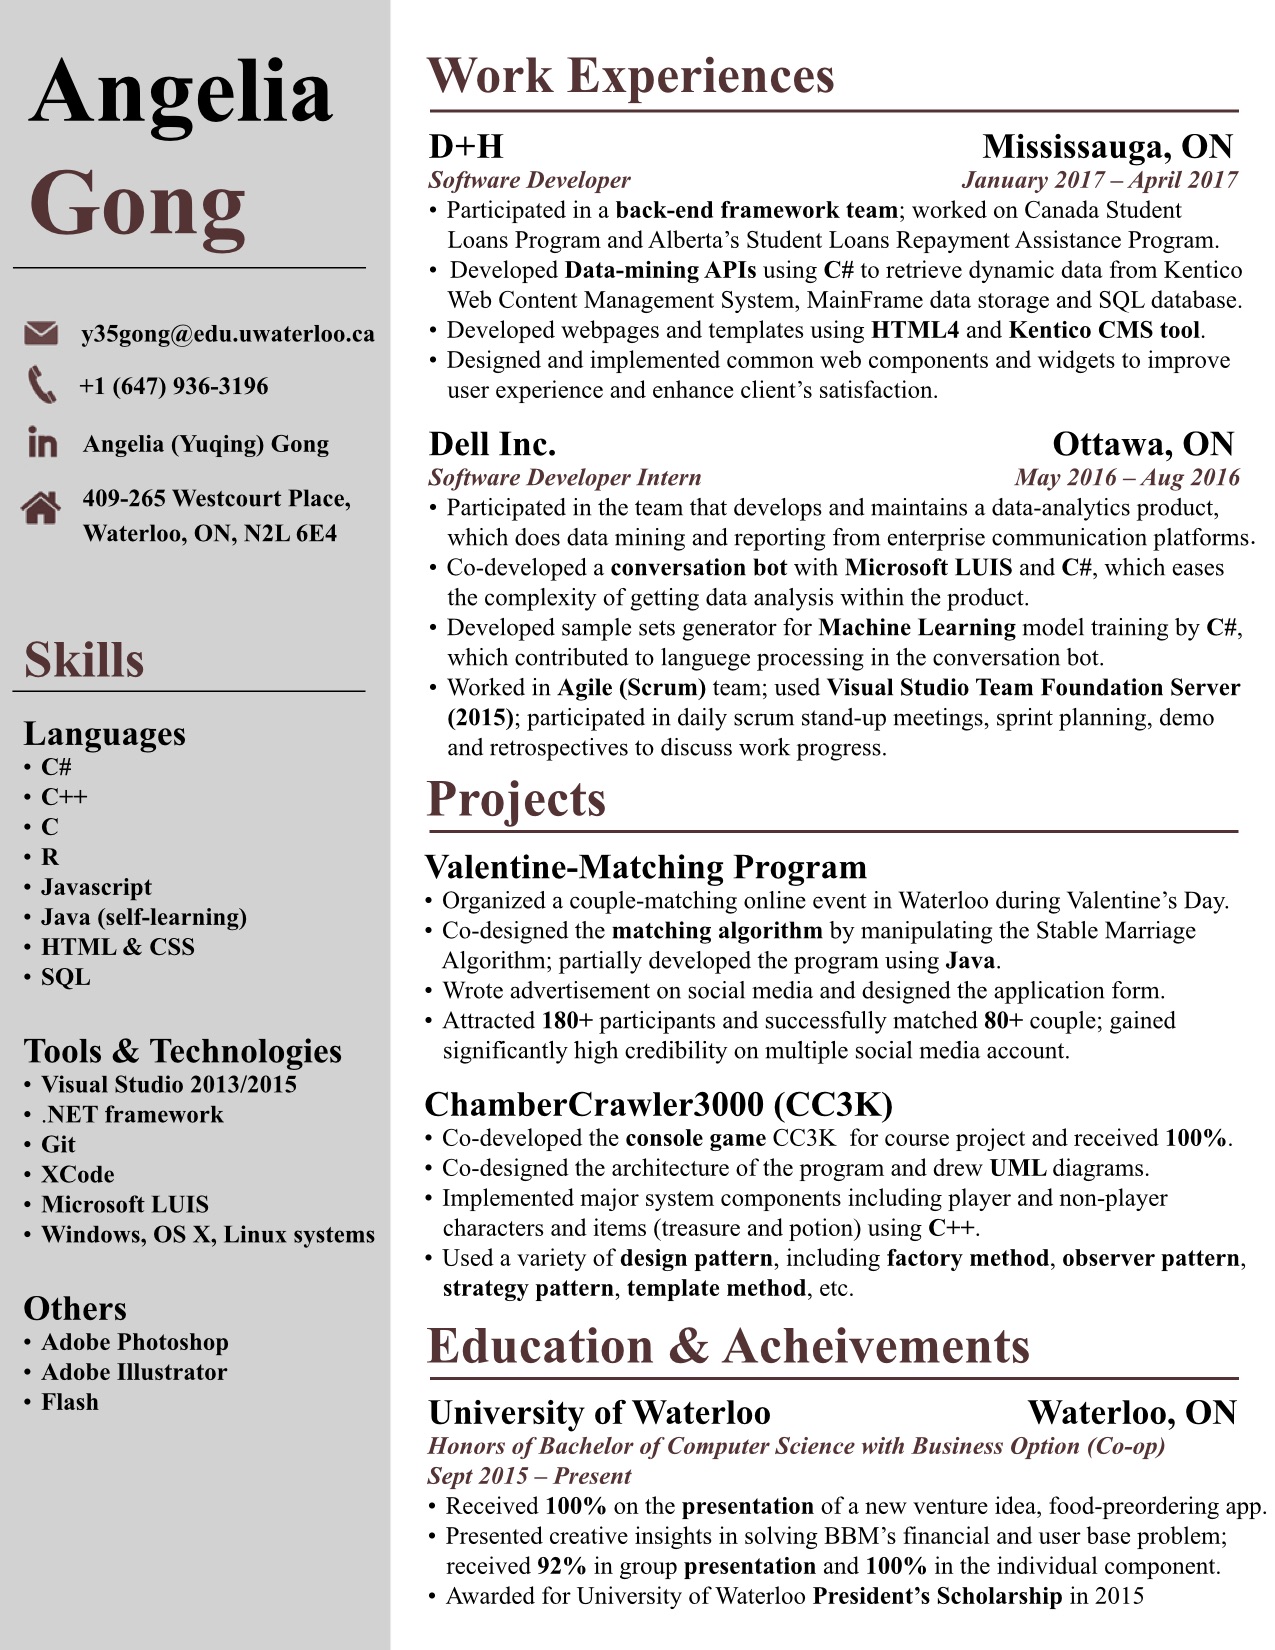 Angelia
Gong
y35gong@edu.uwaterloo.ca
+1 (647) 936-3196
in Angelia (Yuqing) Gong
409-265 Westcourt Place,
Waterloo, ON, N2L 6E4
Skills
Languages
• C#
• C++
• C
• R
• Javascript
• Java (self-learning)
• HTML & CSS
• SQL
Tools & Technologies
• Visual Studio 2013/2015
• .NET framework
• Git
• XCode
• Microsoft LUIS
• Windows, OS X, Linux systems
Others
• Adobe Photoshop
• Adobe Illustrator
• Flash
Work Experiences
D+H Mississauga, ON
Software Developer January 2017 – April 2017
• Participated in a back-end framework team; worked on Canada Student
Loans Program and Alberta’s Student Loans Repayment Assistance Program.
• Developed Data-mining APIs using C# to retrieve dynamic data from Kentico
Web Content Management System, MainFrame data storage and SQL database.
• Developed webpages and templates using HTML4 and Kentico CMS tool.
• Designed and implemented common web components and widgets to improve
user experience and enhance client’s satisfaction.
Dell Inc. Ottawa, ON
Software Developer Intern May 2016 – Aug 2016
• Participated in the team that develops and maintains a data-analytics product,
which does data mining and reporting from enterprise communication platforms.
• Co-developed a conversation bot with Microsoft LUIS and C#, which eases
the complexity of getting data analysis within the product.
• Developed sample sets generator for Machine Learning model training by C#,
which contributed to languege processing in the conversation bot.
• Worked in Agile (Scrum) team; used Visual Studio Team Foundation Server
(2015); participated in daily scrum stand-up meetings, sprint planning, demo
and retrospectives to discuss work progress.
Projects
Valentine-Matching Program
• Organized a couple-matching online event in Waterloo during Valentine’s Day.
• Co-designed the matching algorithm by manipulating the Stable Marriage
Algorithm; partially developed the program using Java.
• Wrote advertisement on social media and designed the application form.
• Attracted 180+ participants and successfully matched 80+ couple; gained
significantly high credibility on multiple social media account.
ChamberCrawler3000 (CC3K)
• Co-developed the console game CC3K for course project and received 100%.
• Co-designed the architecture of the program and drew UML diagrams.
• Implemented major system components including player and non-player
characters and items (treasure and potion) using C++.
• Used a variety of design pattern, including factory method, observer pattern,
strategy pattern, template method, etc.
Education & Acheivements
University of Waterloo Waterloo, ON
Honors of Bachelor of Computer Science with Business Option (Co-op)
Sept 2015 – Present
• Received 100% on the presentation of a new venture idea, food-preordering app.
• Presented creative insights in solving BBM’s financial and user base problem;
received 92% in group presentation and 100% in the individual component.
• Awarded for University of Waterloo President’s Scholarship in 2015